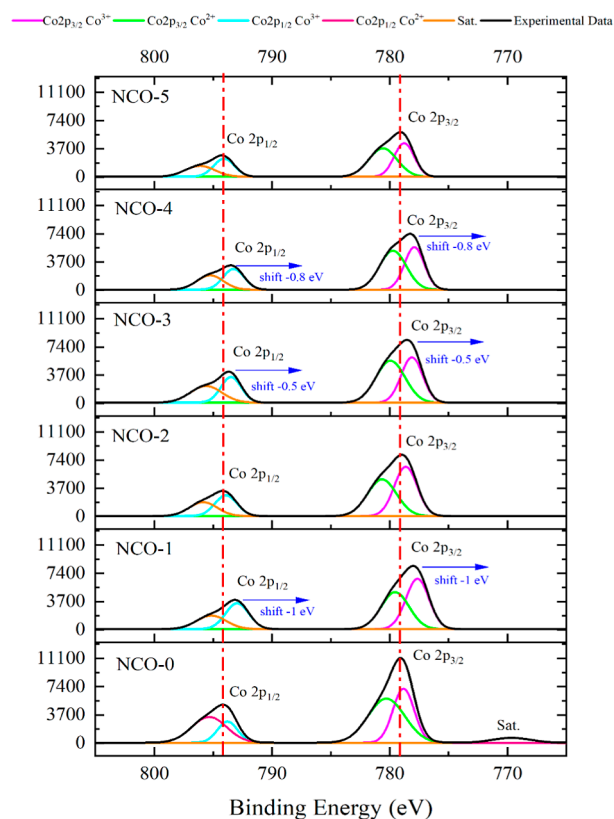 Co2p3/2 Co3+ Co2p3/2 Co2+ Co2p1/2 Co3+ Co2p1/2 Co2+ Sat. Experimental Data
800 790 780 770
11100 NCO-5
7400 Co 2p1/2 Co 2p3/2
3700
0
11100 NCO-4
Co 2p3/2
7400 Co 2p1/2 shift -0.8 eV
3700 shift -0.8 eV
0
11100 NCO-3
Co 2p3/2
7400 Co 2p1/2 shift -0.5 eV
3700 shift -0.5 eV
0
11100 NCO-2
Co 2p3/2
7400 Co 2p1/2
3700
0
11100 NCO-1
Co 2p3/2
7400 Co 2p1/2 shift -1 eV
3700 shift -1 eV
0
11100 NCO-0 Co 2p3/2
7400 Co 2p1/2
3700 Sat.
0
800 790 780 770
Binding Energy (eV)